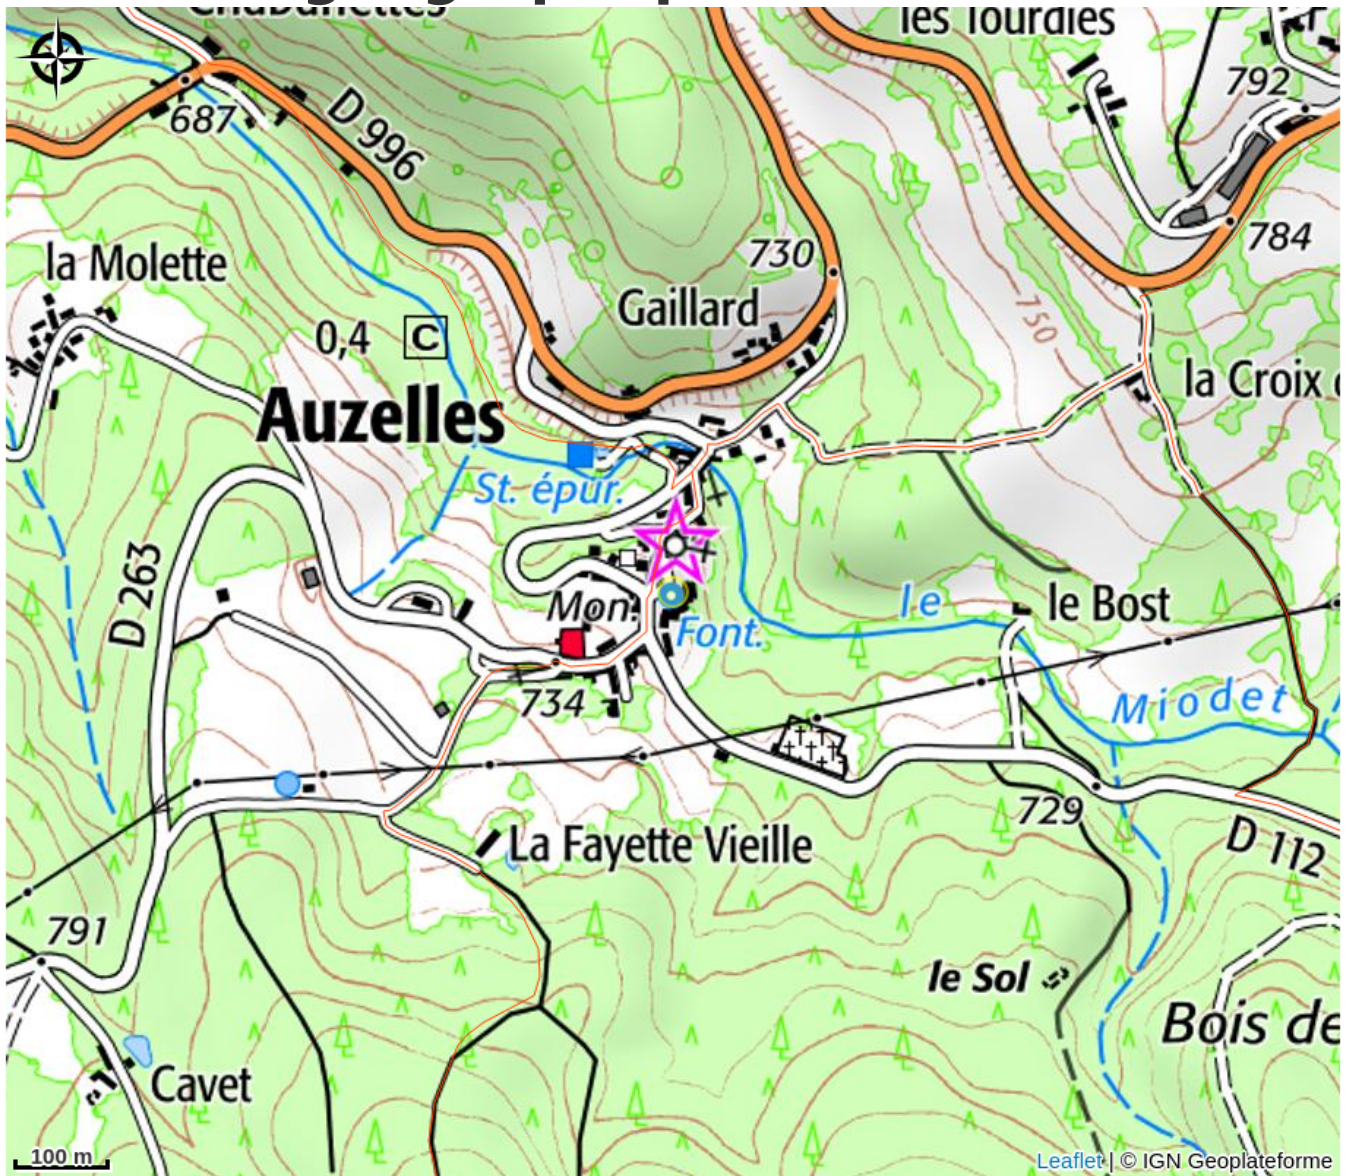 les Tourdies
792
687
D 996
la Molette
730
784
Gaillard
750
0,4 C
la Croix
Auzelles
St. épur.
D 263
le
le Bost
Mon.
Font.
734
Miodet
729
La Fayette Vieille
D 112
791
le Sol
Bois de
Cavet
100 m
Leaflet | © IGN Geoplateforme